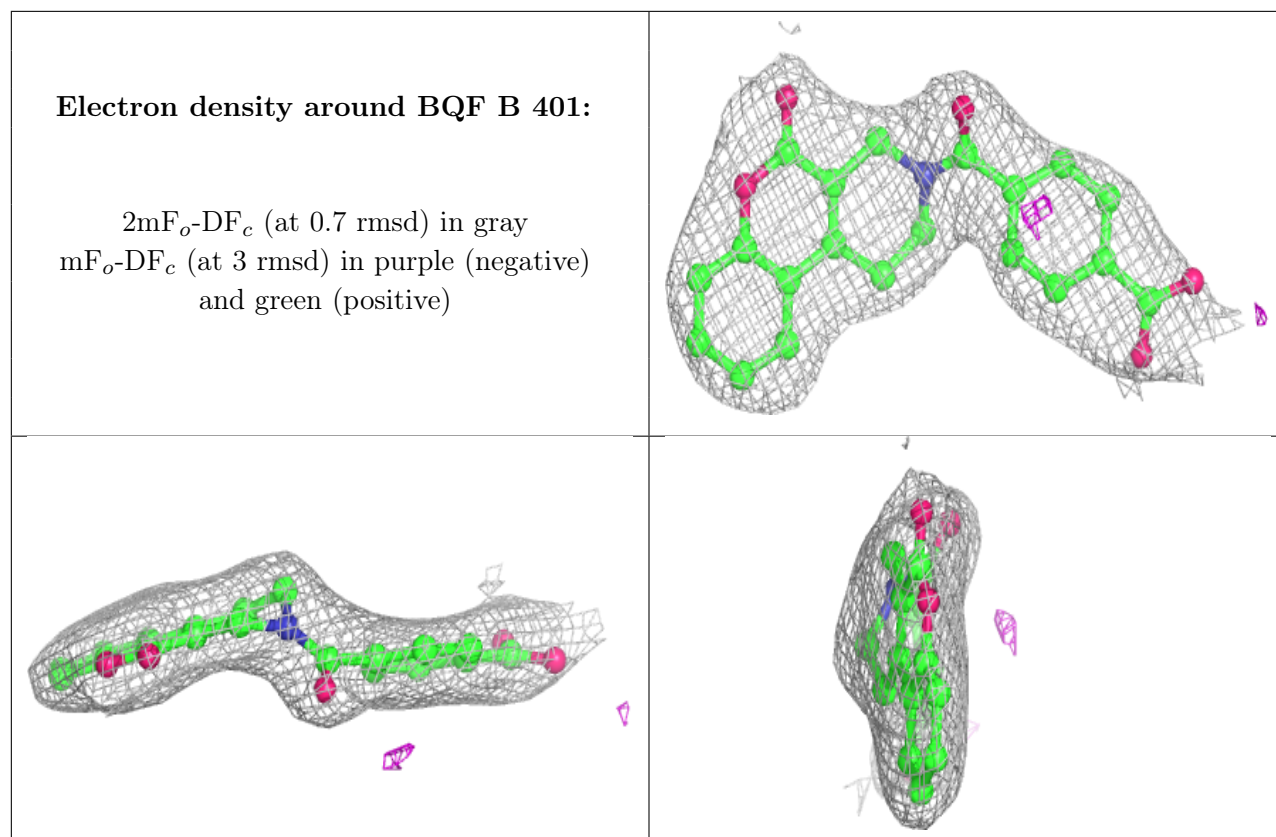 Electron density around BQF B 401:
2mFo-DFc (at 0.7 rmsd) in gray
mFo-DFc (at 3 rmsd) in purple (negative)
and green (positive)